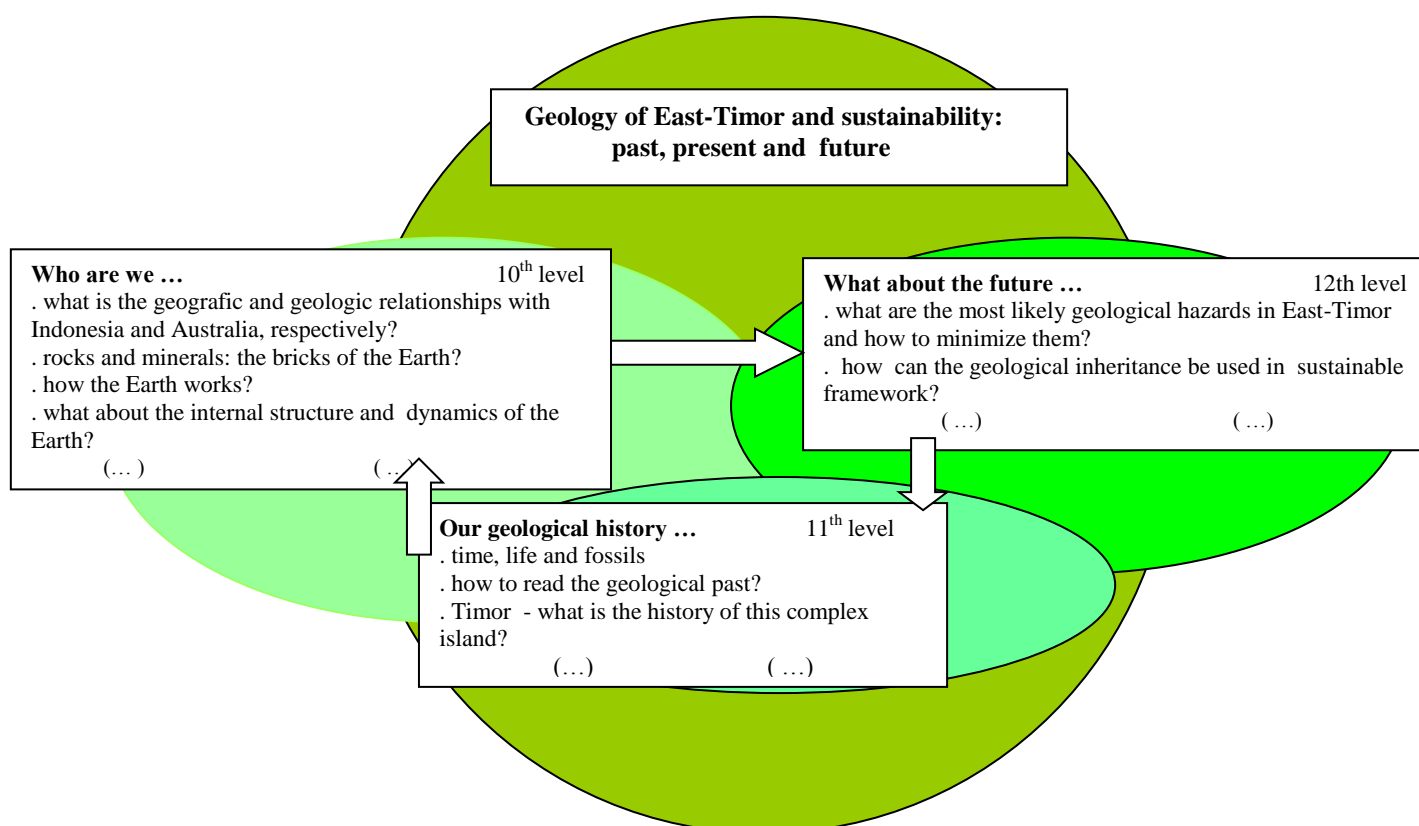 Geology of East-Timor and sustainability:
past, present and future
Who are we … 10th level
. what is the geografic and geologic relationships with
Indonesia and Australia, respectively?
. rocks and minerals: the bricks of the Earth?
. how the Earth works?
. what about the internal structure and dynamics of the
Earth?
(… ) ( …)
What about the future … 12th level
. what are the most likely geological hazards in East-Timor
and how to minimize them?
. how can the geological inheritance be used in sustainable
framework?
( …) ( …)
Our geological history … 11th level
. time, life and fossils
. how to read the geological past?
. Timor - what is the history of this complex
island?
(…) ( …)